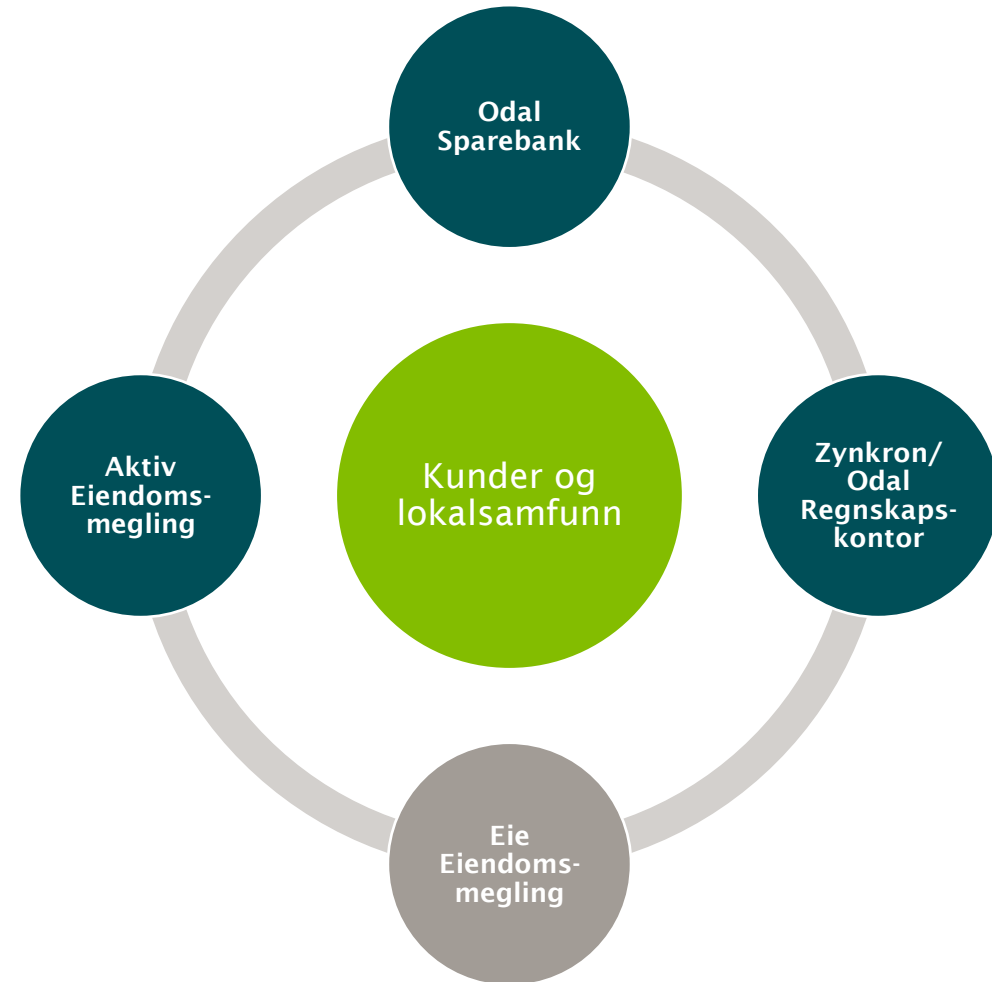 Odal
Sparebank
Aktiv
Eiendoms-
megling
Kunder og
lokalsamfunn
Zynkron/
Odal
Regnskaps-
kontor
Eie
Eiendoms-
megling